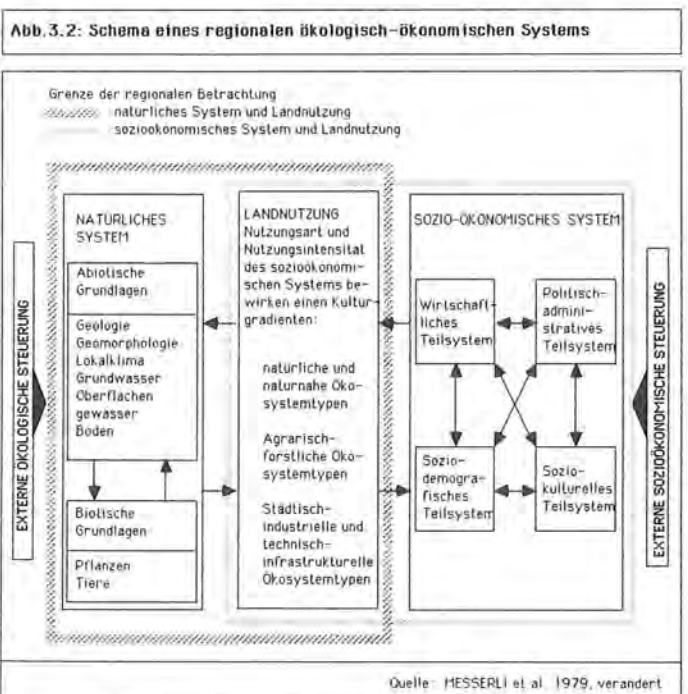 Abb.3.2: Schema eines regionalen ökologisch-ökonomischen Systems
Grenze der regionalen Betrachtung
natürliches System und Landnutzung
sozioökonomisches System und Landnutzung
EXTERNE ÖKOLOGISCHE STEUERUNG
NATÜRLICHES
SYSTEM
Abiotische
Grundlagen
Geologie
Geomorphologie
Lokalklima
Grundwasser
Oberflächen
gewässer
Boden
Biotische
Grundlagen
Pflanzen
Tiere
LANDNUTZUNG
Nutzungsart und
Nutzungsintensität
des sozioökonomi-
schen Systems be-
wirken einen Kultur-
gradienten:
natürliche und
naturnahe Öko-
systemtypen
Agrarisch-
forstliche Öko-
systemtypen
Städtisch-
industrielle und
technisch-
infrastrukturelle
Ökosystemtypen
SOZIO-ÖKONOMISCHES SYSTEM
Wirtschaft-
liches
Teilsystem
Politisch-
admini-
stratives
Teilsystem
Sozio-
demogra-
fisches
Teilsystem
Sozio-
kulturelles
Teilsystem
EXTERNE SOZIOÖKONOMISCHE STEUERUNG
Quelle: MESSERLI et al. 1979, verändert